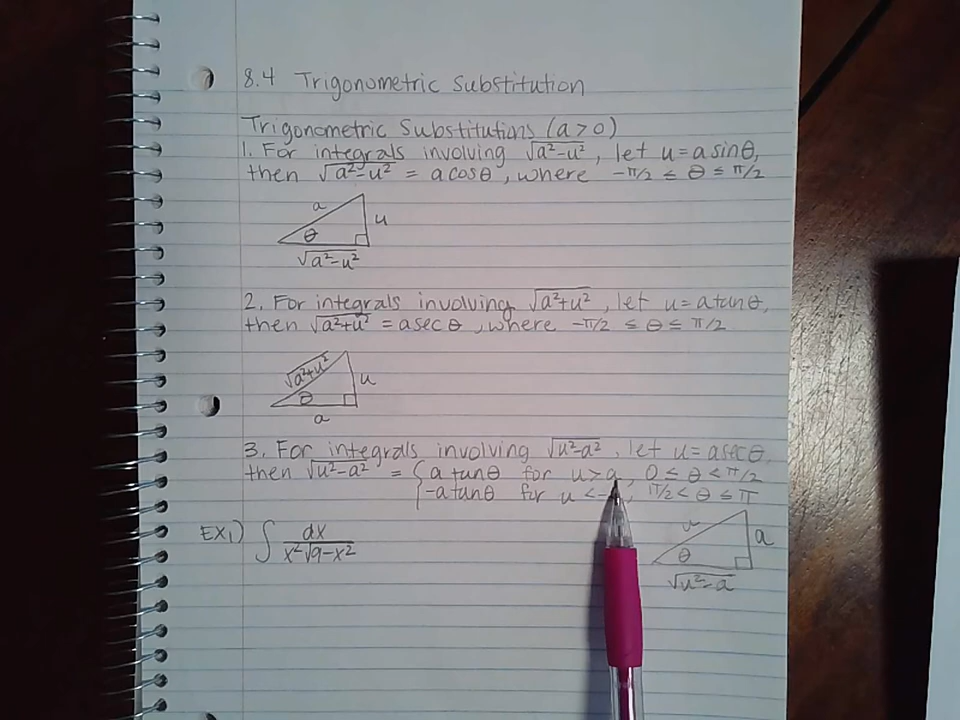 8.4 Trigonometric Substitution
Trigonometric Substitutions (a>0)
1. For integrals involving √a²-u², let u=a sinθ,
then √a²-u² = a cosθ, where -π/2 ≤ θ ≤ π/2
a
u
θ
√a²-u²
2. For integrals involving √a²+u², let u=a tanθ,
then √a²+u² = a secθ, where -π/2 ≤ θ ≤ π/2
√a²+u²
u
θ
a
3. For integrals involving √u²-a², let u=a secθ,
then √u²-a² = { a tanθ for u>a, 0 ≤ θ < π/2
-a tanθ for u < -, π/2 < θ ≤ π
EX1) ∫ dx
x²√9-x²
u
a
θ
√u²-a